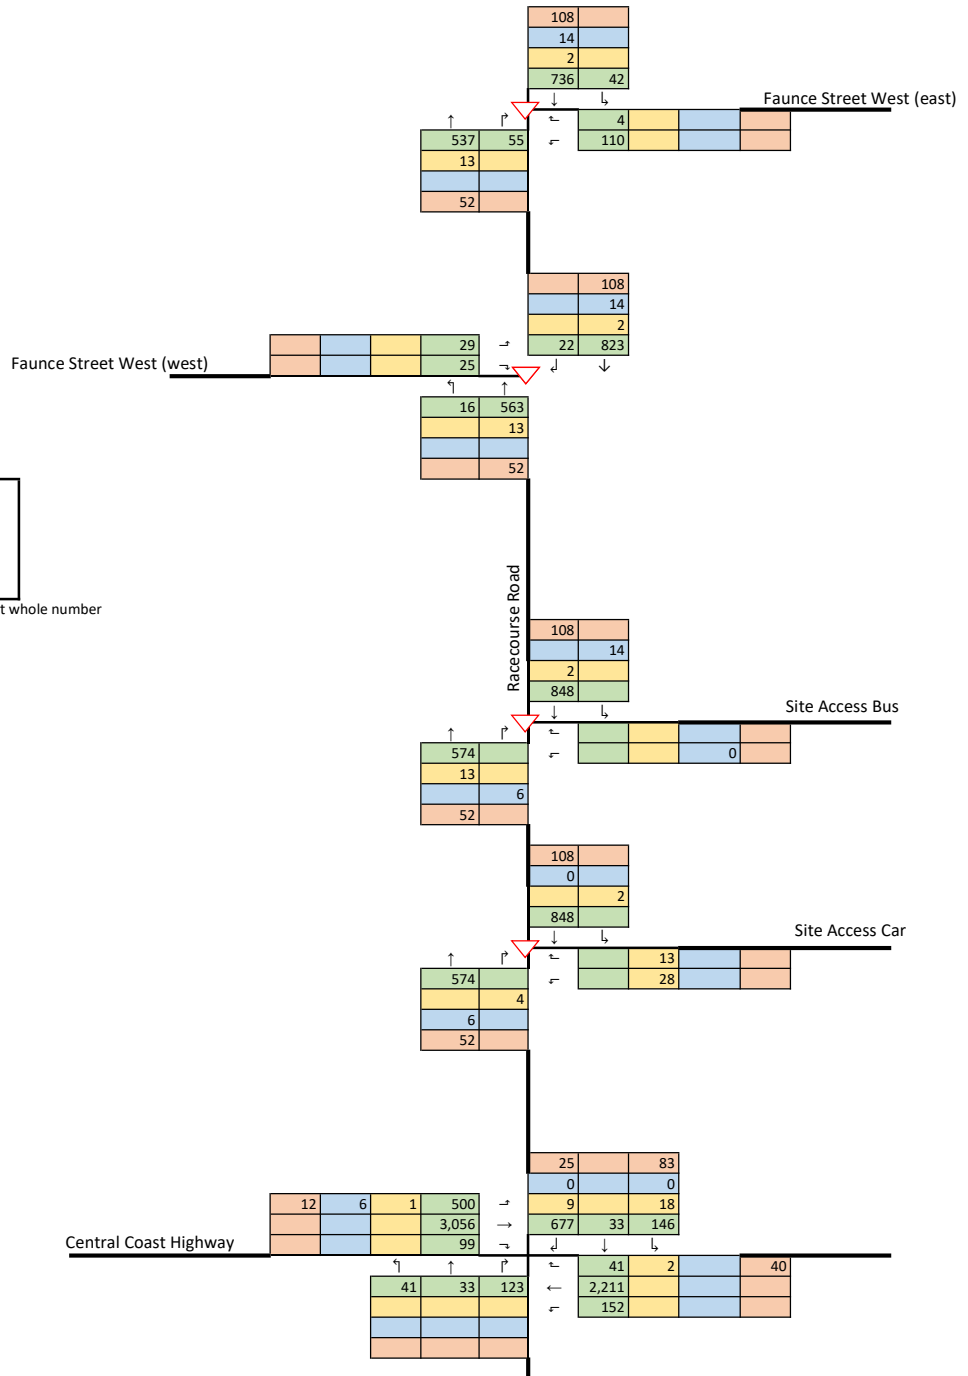 108
14
2
736 42
↓ ↳
Faunce Street West (east)
↑ ↱ ⬑ 4
537 55 ↽ 110
13
52
108
14
2
29 22 823
Faunce Street West (west)
25 ↲ ↓
↰ ↑
16 563
13
52
t whole number
Racecourse Road
108
14
2
848
Site Access Bus
↓ ↳
↑ ↱
574 0
13
6
52
108
0
2
848
Site Access Car
↓ ↳
↑ ↱ 13
574 28
4
6
52
25 83
0 0
9 18
12 6 1 500 677 33 146
3,056 →
Central Coast Highway
99 ↲ ↓ ↳
↰ ↑ ↱ 41 2 40
41 33 123 ← 2,211
152